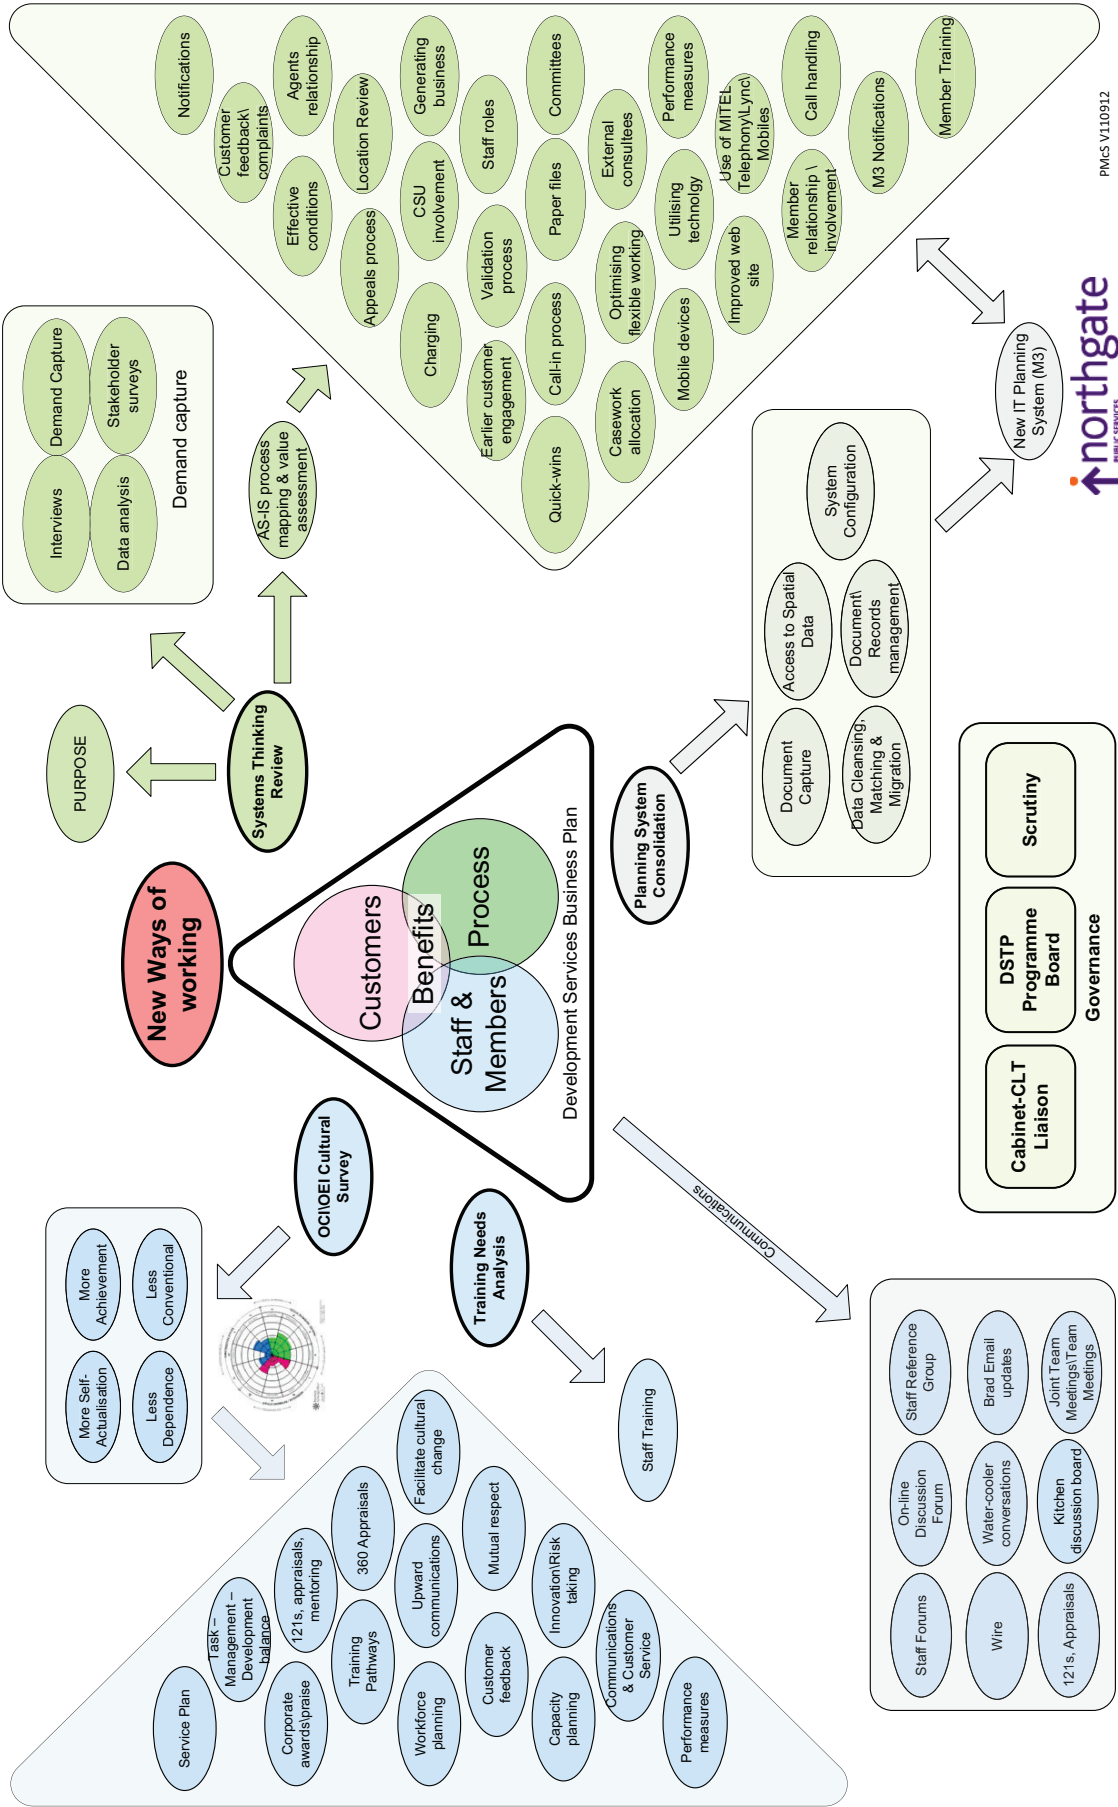 New Ways of
working
PURPOSE
Systems Thinking
Review
Interviews
Demand Capture
Data analysis
Stakeholder
surveys
Demand capture
AS-IS process
mapping & value
assessment
Notifications
Customer
feedback\
complaints
Agents
relationship
Effective
conditions
Location Review
Appeals process
Generating
business
CSU
involvement
Charging
Staff roles
Validation
process
Earlier customer
engagement
Committees
Paper files
Call-in process
Quick-wins
External
consultees
Optimising
flexible working
Casework
allocation
Performance
measures
Utilising
technolgy
Mobile devices
Use of MITEL
Telephony\Lync\
Mobiles
Improved web
site
Call handling
Member
relationship \
involvement
M3 Notifications
Member Training
Customers
Benefits
Process
Staff &
Members
Development Services Business Plan
OCI\OEI Cultural
Survey
More Self-
Actualisation
More
Achievement
Less
Dependence
Less
Conventional
Training Needs
Analysis
Staff Training
Service Plan
Task –
Management –
Development
balance
Corporate
awards\praise
121s, appraisals,
mentoring
Training
Pathways
360 Appraisals
Workforce
planning
Upward
communications
Facilitate cultural
change
Customer
feedback
Mutual respect
Capacity
planning
Innovation\Risk
taking
Communications
& Customer
Service
Performance
measures
Communications
Staff Forums
On-line
Discussion
Forum
Staff Reference
Group
Wire
Water-cooler
conversations
Brad Email
updates
121s, Appraisals
Kitchen
discussion board
Joint Team
Meetings\Team
Meetings
Planning System
Consolidation
Document
Capture
Access to Spatial
Data
System
Configuration
Data Cleansing,
Matching &
Migration
Document\
Records
management
New IT Planning
System (M3)
Cabinet-CLT
Liaison
DSTP
Programme
Board
Scrutiny
Governance
northgate
PUBLIC SERVICES
PMcS V110912